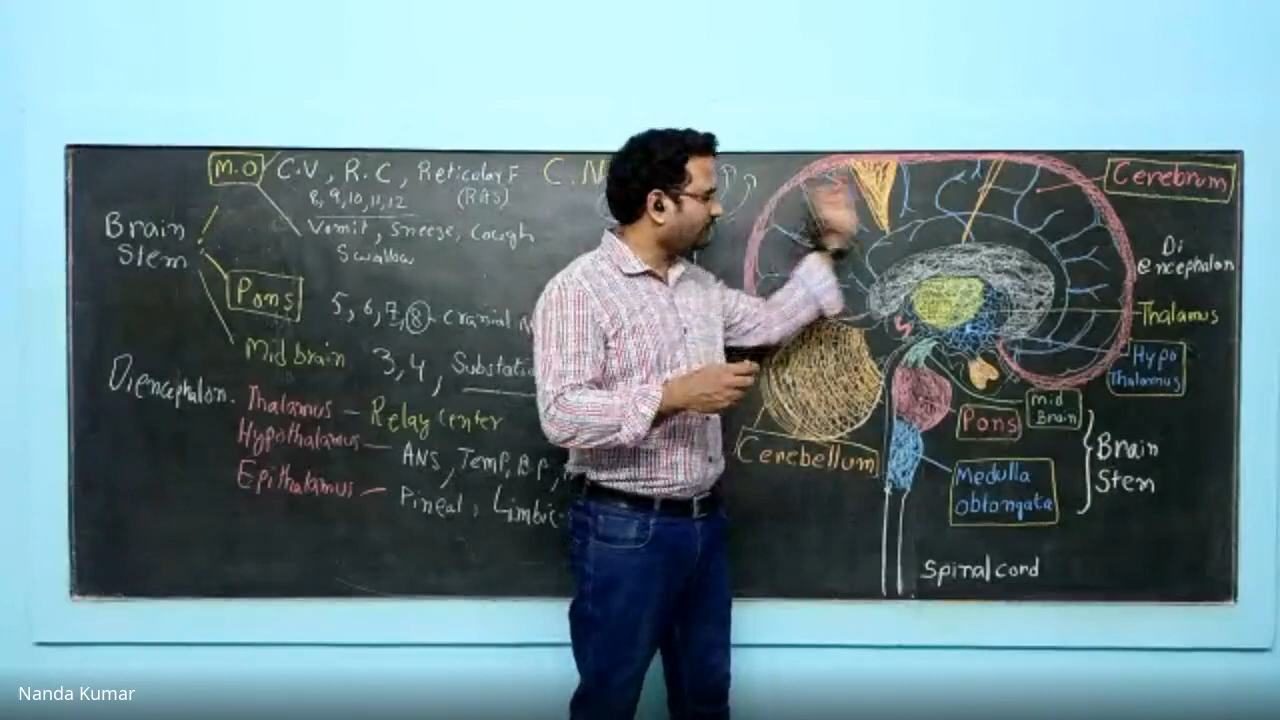 M.O C.V, R.C, Reticular F C.N
8, 9, 10, 11, 12 (RAS)
Vomit, Sneeze, Cough
Swallow
Brain
Stem
Pons
5, 6, 7, 8 - Cranial N
Mid brain 3, 4, Substatia
Diencephalon.
Thalamus - Relay Center
Hypothalamus - ANS, Temp, B.P,
Epithalamus - Pineal, Limbic-
Cerebrum
Di
encephalon
Thalamus
Hypo
Thalamus
Mid
Brain
Pons
Cerebellum
Brain
Stem
Medulla
oblongata
Spinal cord
Nanda Kumar